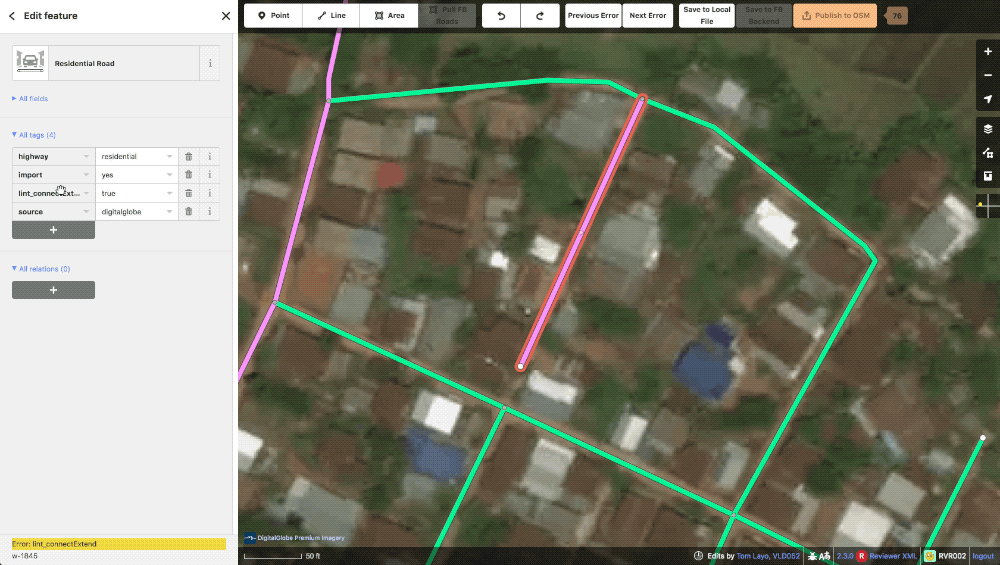 Edit feature
Residential Road
All fields
All tags (4)
highway residential
import yes
lint_connectExt... true
source digitalglobe
All relations (0)
Error: lint_connectExtend
w-1845
Point
Line
Area
Pull FB Roads
Previous Error
Next Error
Save to Local File
Save to FB Backend
Publish to OSM
76
DigitalGlobe Premium Imagery
50 ft
Edits by Tom Layo, VLD052
2.3.0
R
Reviewer XML
RVR002
logout